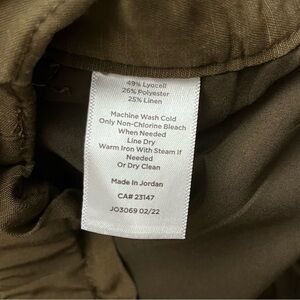 49% Lyocell
26% Polyester
25% Linen
Machine Wash Cold
Only Non-Chlorine Bleach
When Needed
Line Dry
Warm Iron With Steam If
Needed
Or Dry Clean
Made In Jordan
CA# 23147
JO3069 02/22